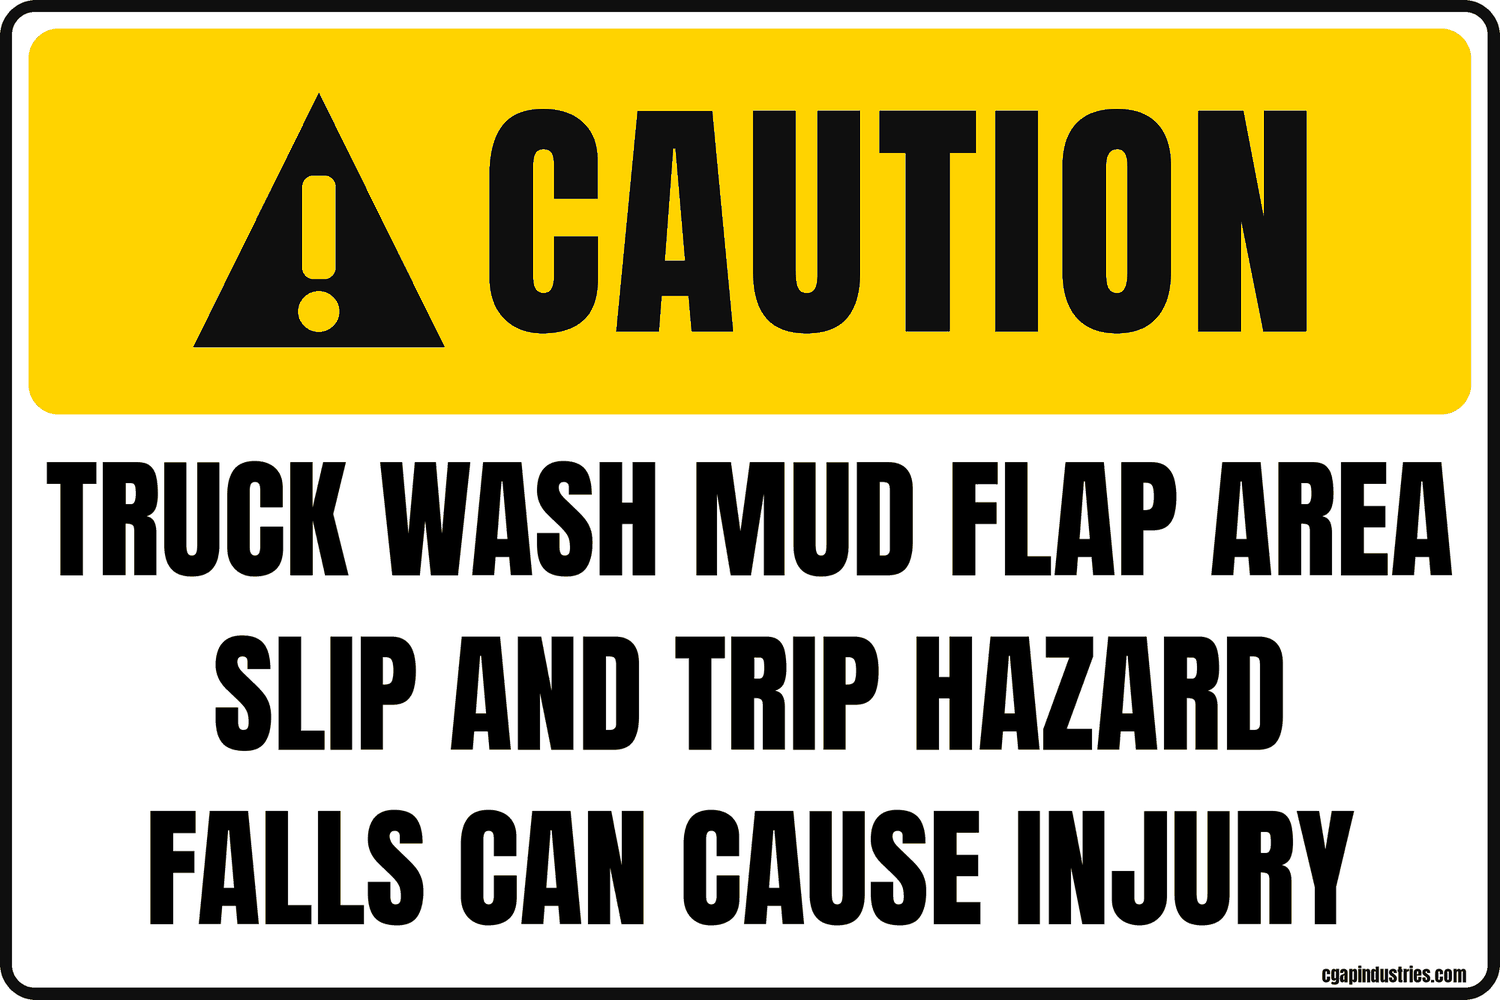 CAUTION
TRUCK WASH MUD FLAP AREA
SLIP AND TRIP HAZARD
FALLS CAN CAUSE INJURY
cgapindustries.com